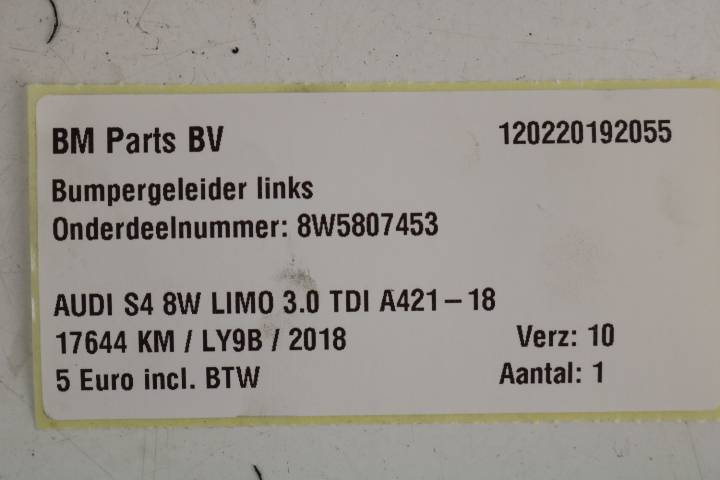 BM Parts BV 120220192055
Bumpergeleider links
Onderdeelnummer: 8W5807453
AUDI S4 8W LIMO 3.0 TDI A421-18
17644 KM / LY9B / 2018 Verz: 10
5 Euro incl. BTW Aantal: 1